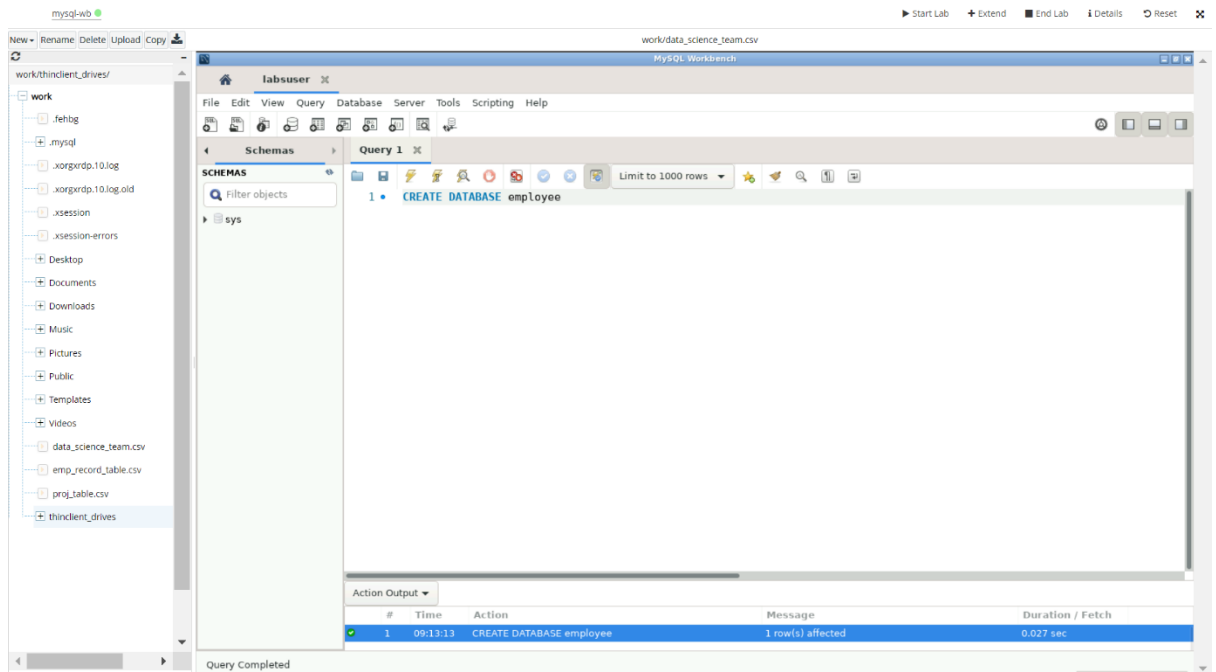 mysql-wb
Start Lab Extend End Lab Details Reset
New Rename Delete Upload Copy
work/data_science_team.csv
work/thinclient_drives/
work
.fehbg
.mysql
.xorgxrdp.10.log
.xorgxrdp.10.log.old
.xsession
.xsession-errors
Desktop
Documents
Downloads
Music
Pictures
Public
Templates
Videos
data_science_team.csv
emp_record_table.csv
proj_table.csv
thinclient_drives
MySQL Workbench
labsuser
File Edit View Query Database Server Tools Scripting Help
Schemas
SCHEMAS
Filter objects
sys
Query 1
Limit to 1000 rows
1 CREATE DATABASE employee
Action Output
# Time Action Message Duration / Fetch
1 09:13:13 CREATE DATABASE employee 1 row(s) affected 0.027 sec
Query Completed